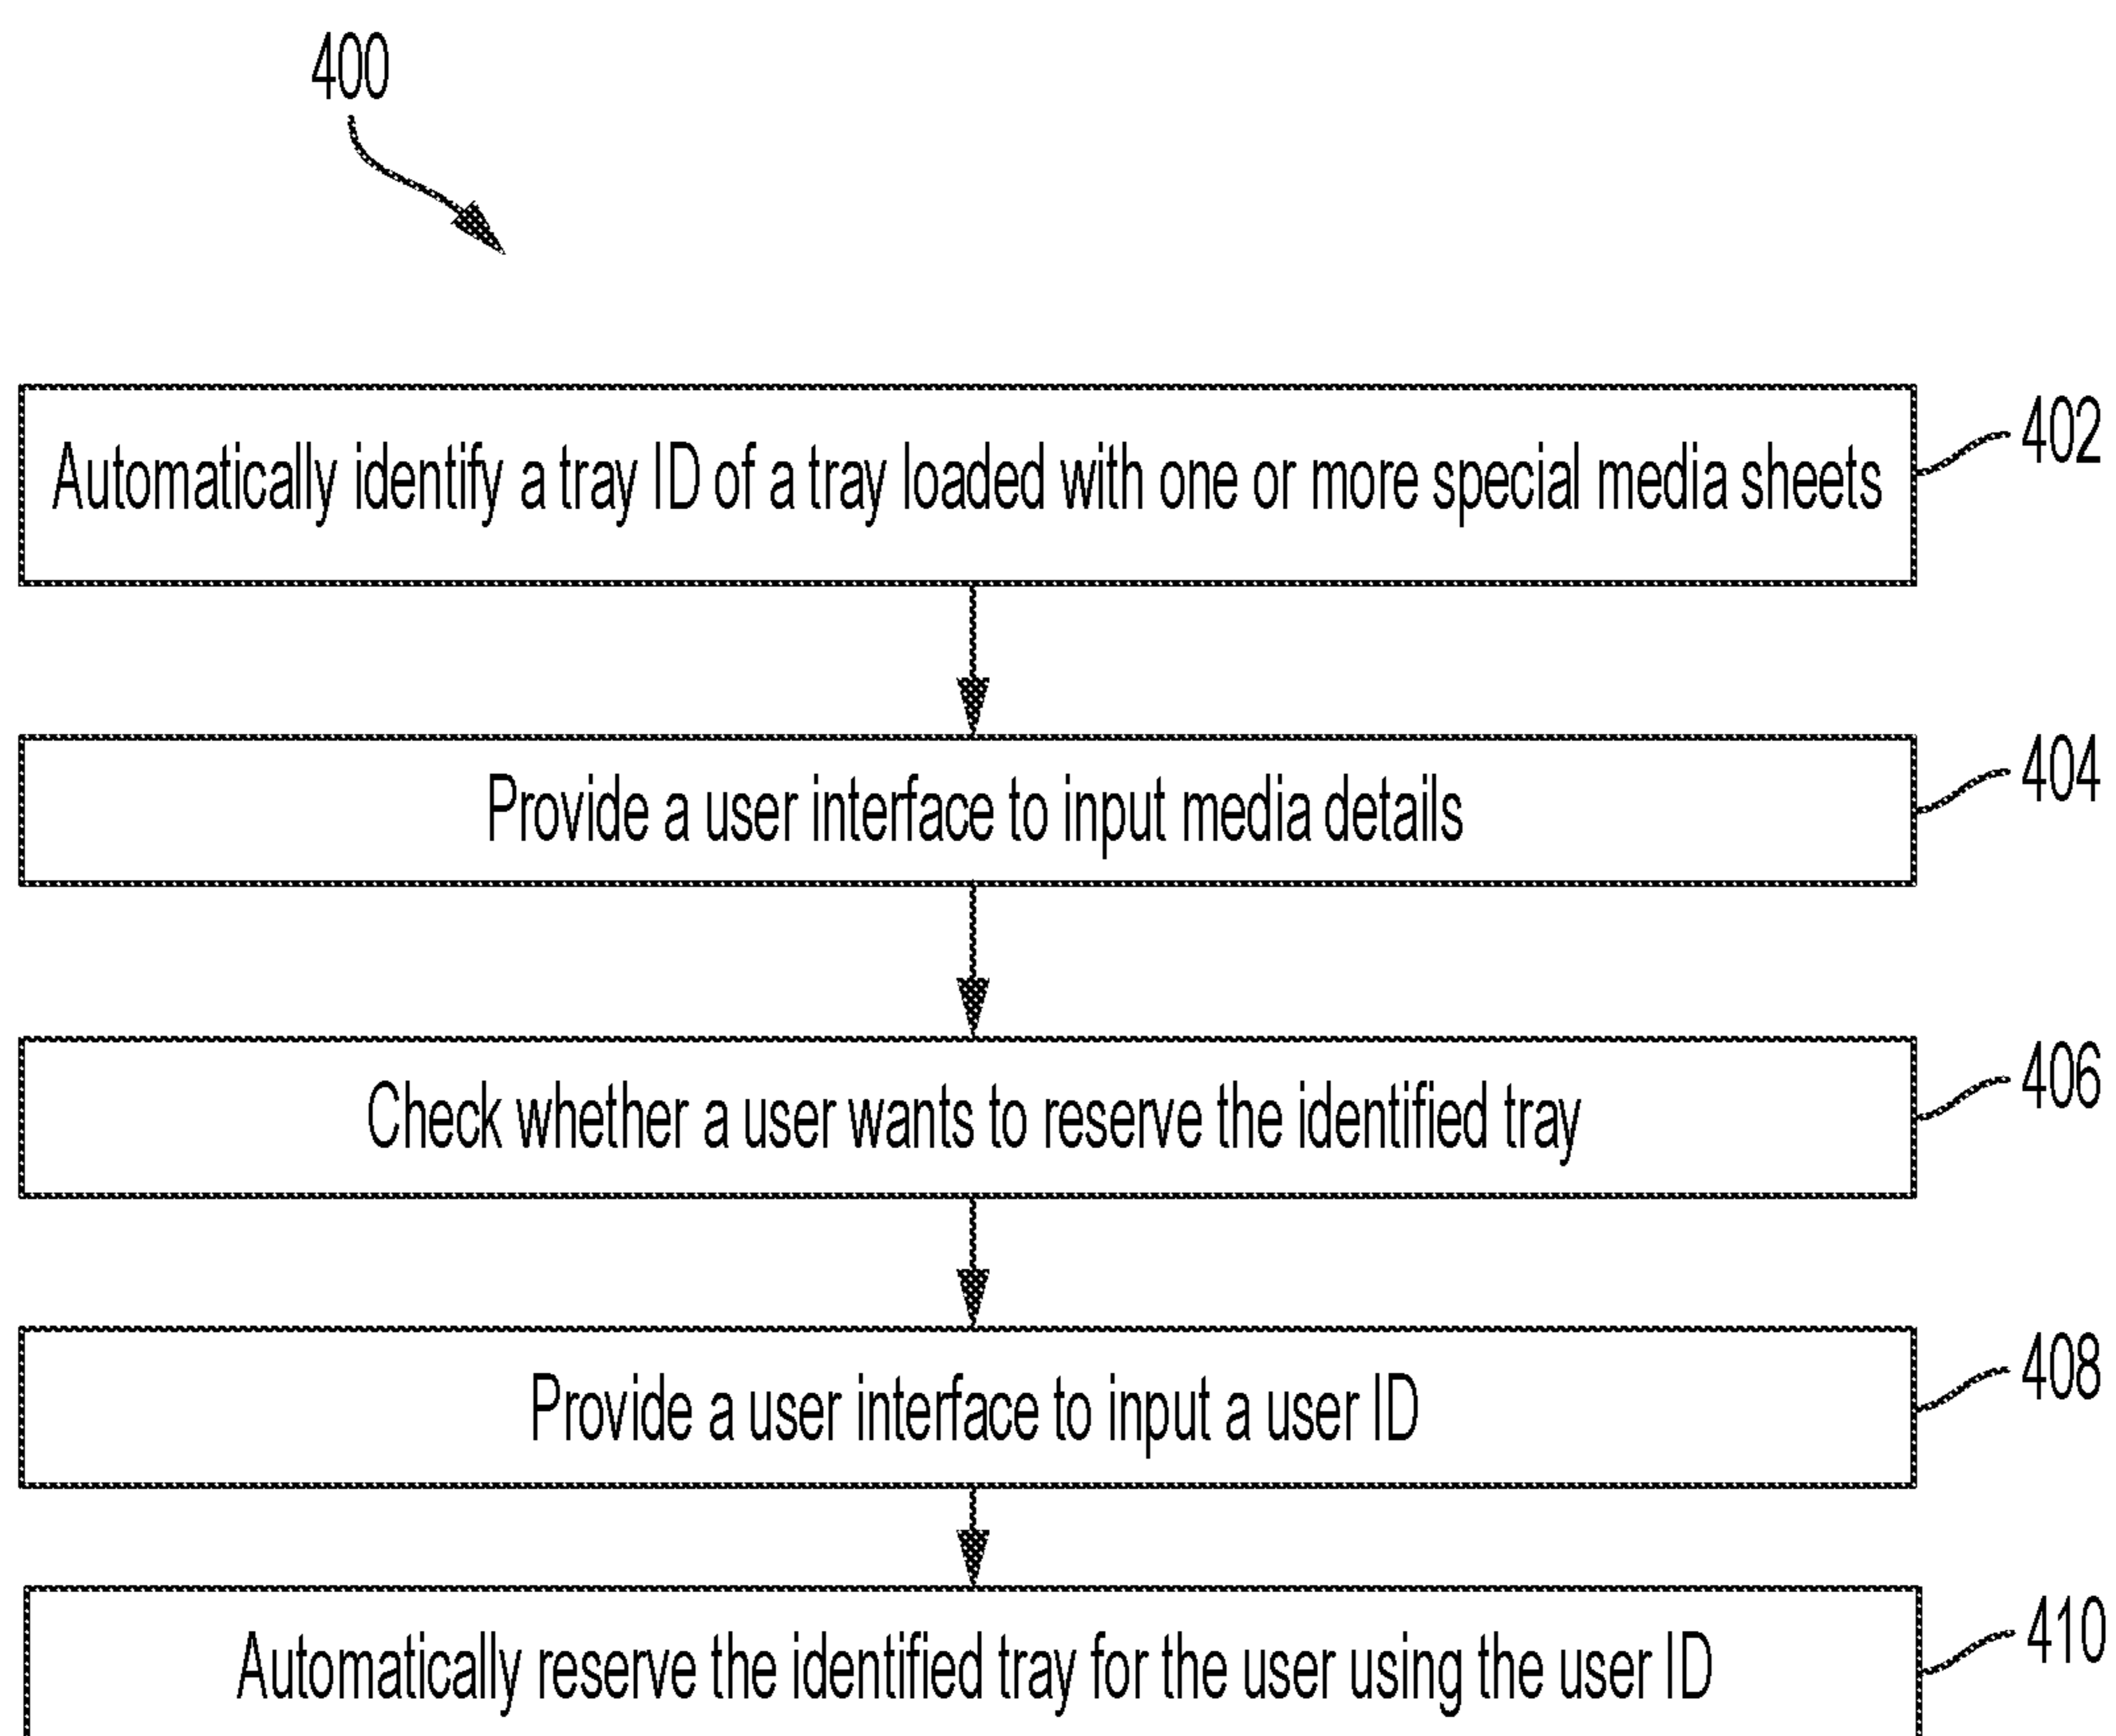 400
Automatically identify a tray ID of a tray loaded with one or more special media sheets
402
Provide a user interface to input media details
404
Check whether a user wants to reserve the identified tray
406
Provide a user interface to input a user ID
408
Automatically reserve the identified tray for the user using the user ID
410